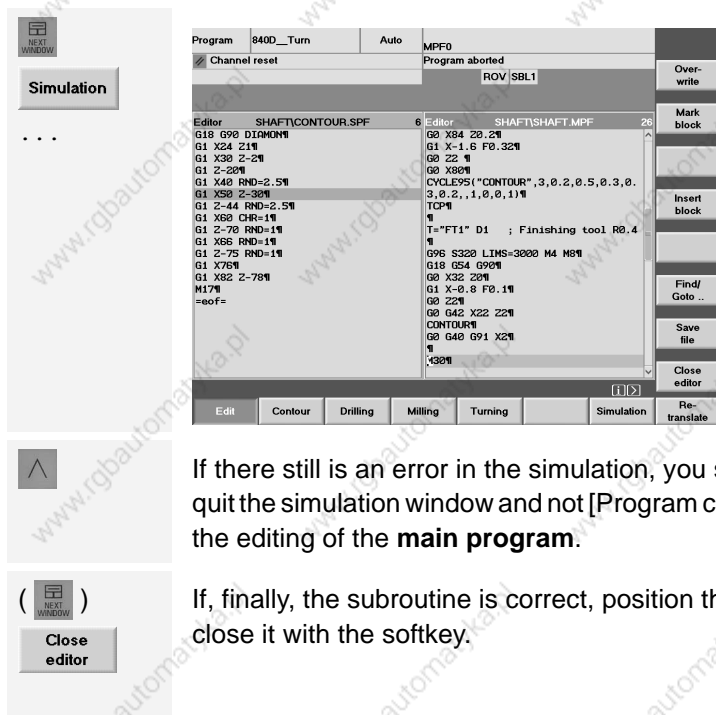 NEXT
WINDOW
Simulation
. . .
Program 840D__Turn Auto MPF0
Channel reset Program aborted
ROV SBL1
Editor SHAFT\CONTOUR.SPF 6
G18 G90 DIAMON¶
G1 X24 Z1¶
G1 X30 Z-2¶
G1 Z-20¶
G1 X40 RND=2.5¶
G1 X50 Z-30¶
G1 Z-44 RND=2.5¶
G1 X60 CHR=1¶
G1 Z-70 RND=1¶
G1 X66 RND=1¶
G1 Z-75 RND=1¶
G1 X76¶
G1 X82 Z-78¶
M17¶
=eof=
Editor SHAFT\SHAFT.MPF 26
G0 X84 Z0.2¶
G1 X-1.6 F0.32¶
G0 Z2 ¶
G0 X80¶
CYCLE95("CONTOUR",3,0.2,0.5,0.3,0.
3,0.2,,1,0,0,1)¶
TCP¶
¶
T="FT1" D1 ; Finishing tool R0.4
¶
G96 S320 LIMS=3000 M4 M8¶
G18 G54 G90¶
G0 X32 Z0¶
G1 X-0.8 F0.1¶
G0 Z2¶
G0 G42 X22 Z2¶
CONTOUR¶
G0 G40 G91 X2¶
¶
M30¶
Over-
write
Mark
block
Insert
block
Find/
Goto ..
Save
file
Close
editor
Re-
translate
Edit Contour Drilling Milling Turning Simulation
If there still is an error in the simulation, you s
quit the simulation window and not [Program c
the editing of the main program.
( NEXT
WINDOW )
Close
editor
If, finally, the subroutine is correct, position th
close it with the softkey.
www.rgbautomatyka.pl